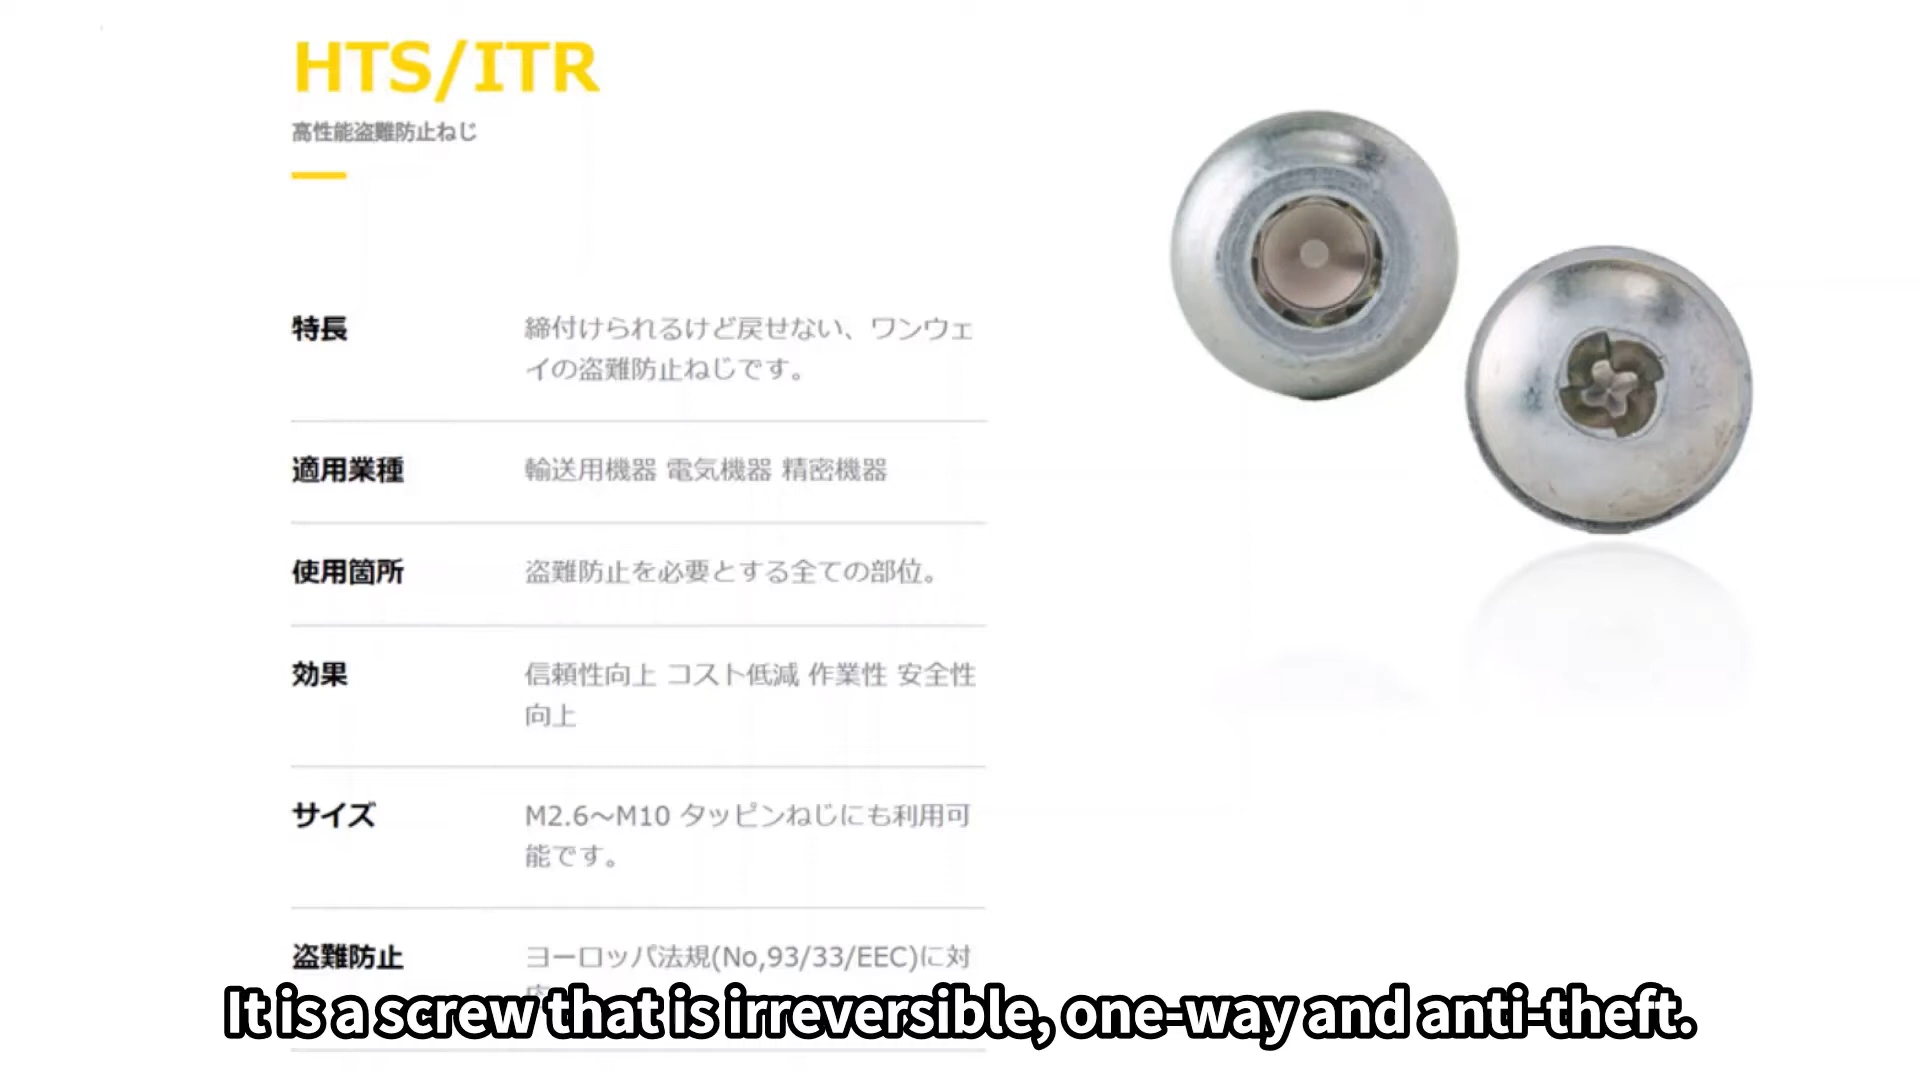 HTS/ITR
高性能盗難防止ねじ
特長
締付けられるけど戻せない、ワンウェ
イの盗難防止ねじです。
適用業種
輸送用機器 電気機器 精密機器
使用箇所
盗難防止を必要とする全ての部位。
効果
信頼性向上 コスト低減 作業性 安全性
向上
サイズ
M2.6～M10 タッピンねじにも利用可
能です。
盗難防止
ヨーロッパ法規(No,93/33/EEC)に対
It is a screw that is irreversible, one-way and anti-theft.